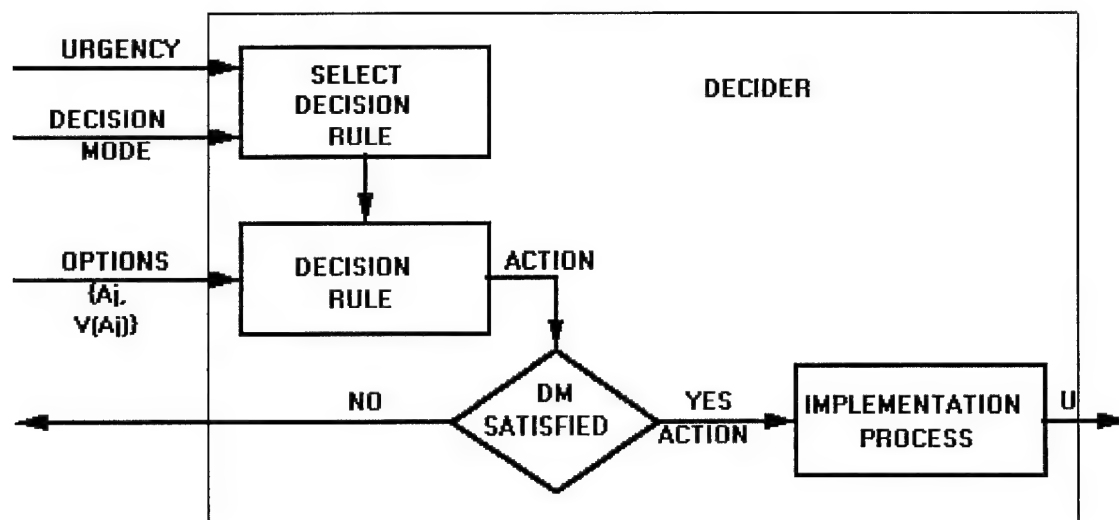 URGENCY
DECISION
MODE
SELECT
DECISION
RULE
DECIDER
OPTIONS
{Aj,
V(Aj)}
DECISION
RULE
ACTION
NO
DM
SATISFIED
YES
ACTION
IMPLEMENTATION
PROCESS
U